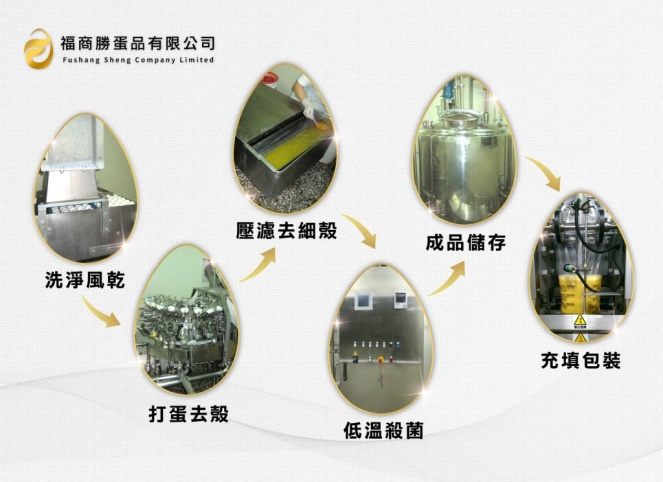 福商勝蛋品有限公司
Fushang Sheng Company Limited
洗淨風乾
打蛋去殼
壓濾去細殼
低溫殺菌
成品儲存
充填包裝